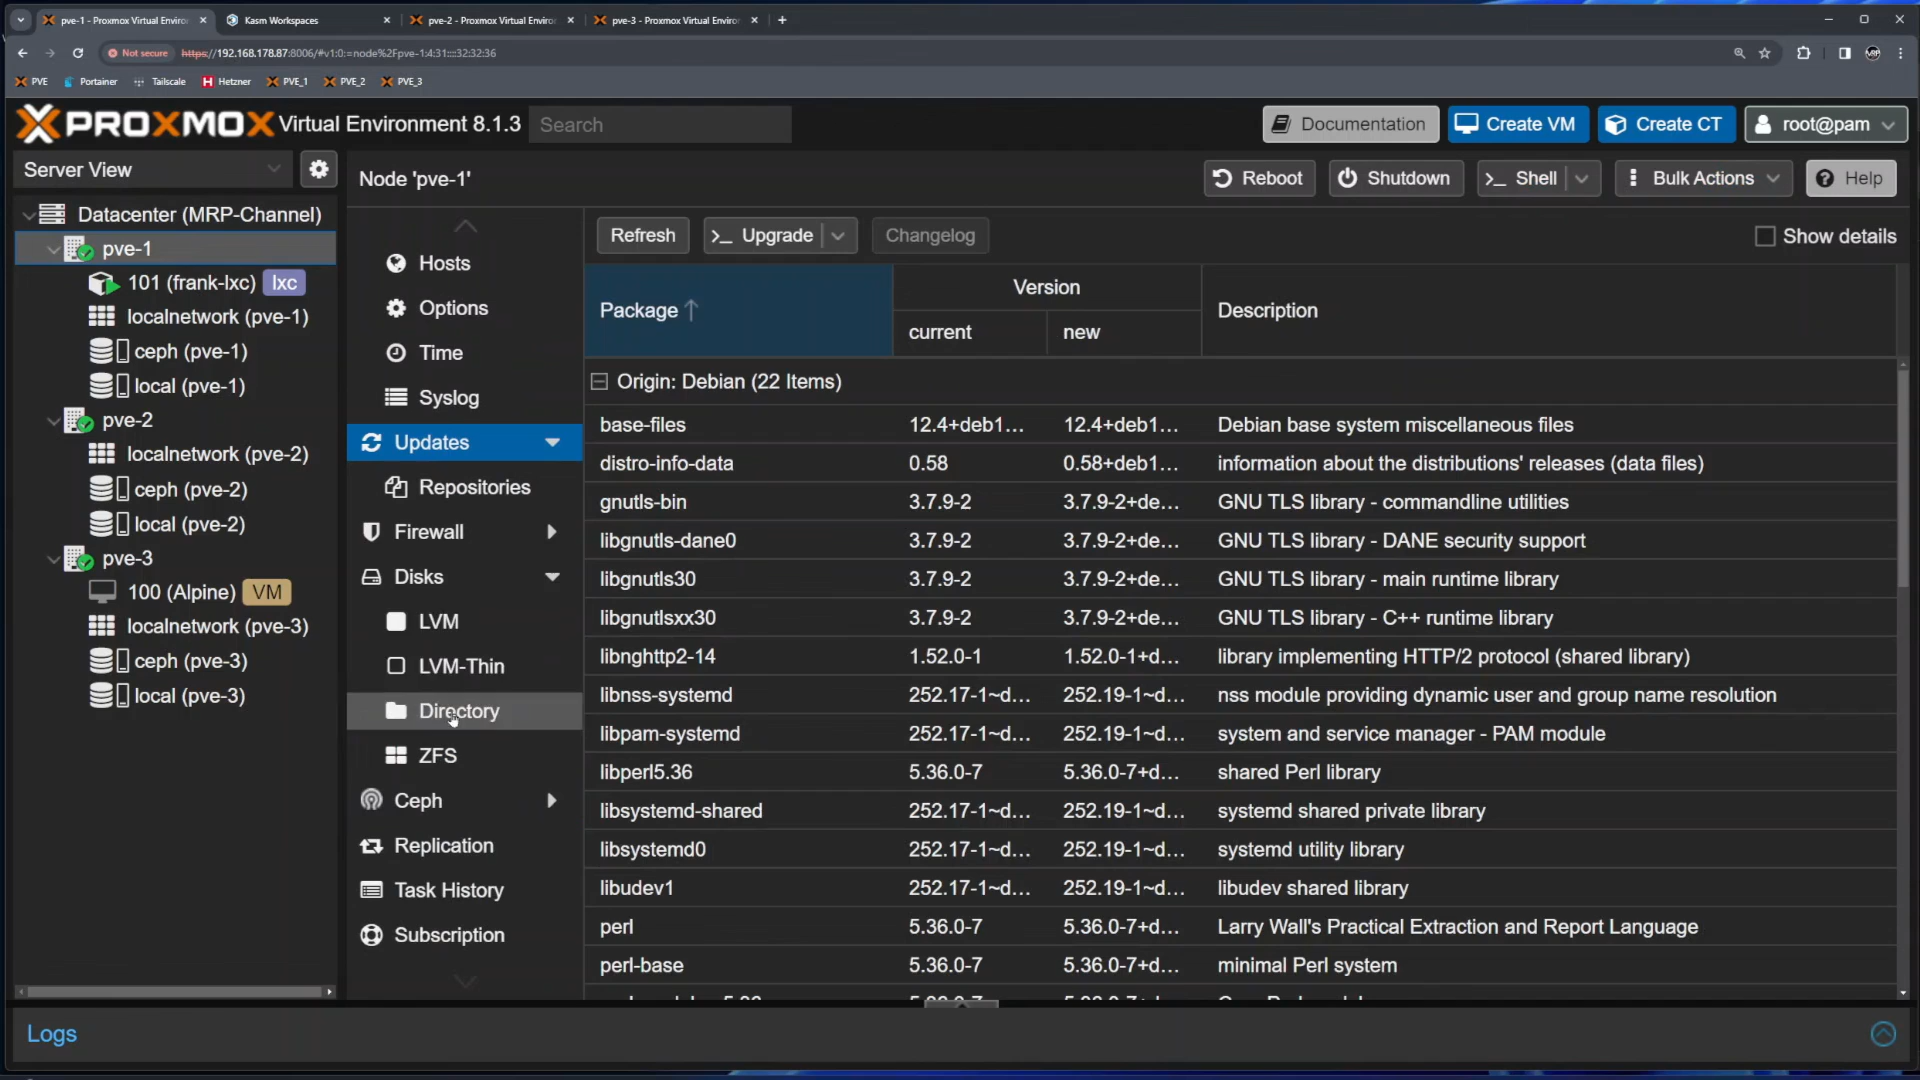 pve-1 - Proxmox Virtual Enviro
Kasm Workspaces
pve-2 - Proxmox Virtual Enviro
pve-3 - Proxmox Virtual Enviro
Not secure https://192.168.178.87:8006/#v1:0:=node%2Fpve-1:4:31::::32:32:36
PVE Portainer Tailscale Hetzner PVE_1 PVE_2 PVE_3
PROXMOX Virtual Environment 8.1.3 Search Documentation Create VM Create CT root@pam
Server View
Node 'pve-1' Reboot Shutdown >_ Shell Bulk Actions Help
Datacenter (MRP-Channel)
pve-1
101 (frank-lxc) lxc
localnetwork (pve-1)
ceph (pve-1)
local (pve-1)
pve-2
localnetwork (pve-2)
ceph (pve-2)
local (pve-2)
pve-3
100 (Alpine) VM
localnetwork (pve-3)
ceph (pve-3)
local (pve-3)
Hosts
Options
Time
Syslog
Updates
Repositories
Firewall
Disks
LVM
LVM-Thin
Directory
ZFS
Ceph
Replication
Task History
Subscription
Refresh >_ Upgrade Changelog Show details
Package Version Description
current new
Origin: Debian (22 Items)
base-files 12.4+deb1... 12.4+deb1... Debian base system miscellaneous files
distro-info-data 0.58 0.58+deb1... information about the distributions' releases (data files)
gnutls-bin 3.7.9-2 3.7.9-2+de... GNU TLS library - commandline utilities
libgnutls-dane0 3.7.9-2 3.7.9-2+de... GNU TLS library - DANE security support
libgnutls30 3.7.9-2 3.7.9-2+de... GNU TLS library - main runtime library
libgnutlsxx30 3.7.9-2 3.7.9-2+de... GNU TLS library - C++ runtime library
libnghttp2-14 1.52.0-1 1.52.0-1+d... library implementing HTTP/2 protocol (shared library)
libnss-systemd 252.17-1~d... 252.19-1~d... nss module providing dynamic user and group name resolution
libpam-systemd 252.17-1~d... 252.19-1~d... system and service manager - PAM module
libperl5.36 5.36.0-7 5.36.0-7+d... shared Perl library
libsystemd-shared 252.17-1~d... 252.19-1~d... systemd shared private library
libsystemd0 252.17-1~d... 252.19-1~d... systemd utility library
libudev1 252.17-1~d... 252.19-1~d... libudev shared library
perl 5.36.0-7 5.36.0-7+d... Larry Wall's Practical Extraction and Report Language
perl-base 5.36.0-7 5.36.0-7+d... minimal Perl system
Logs